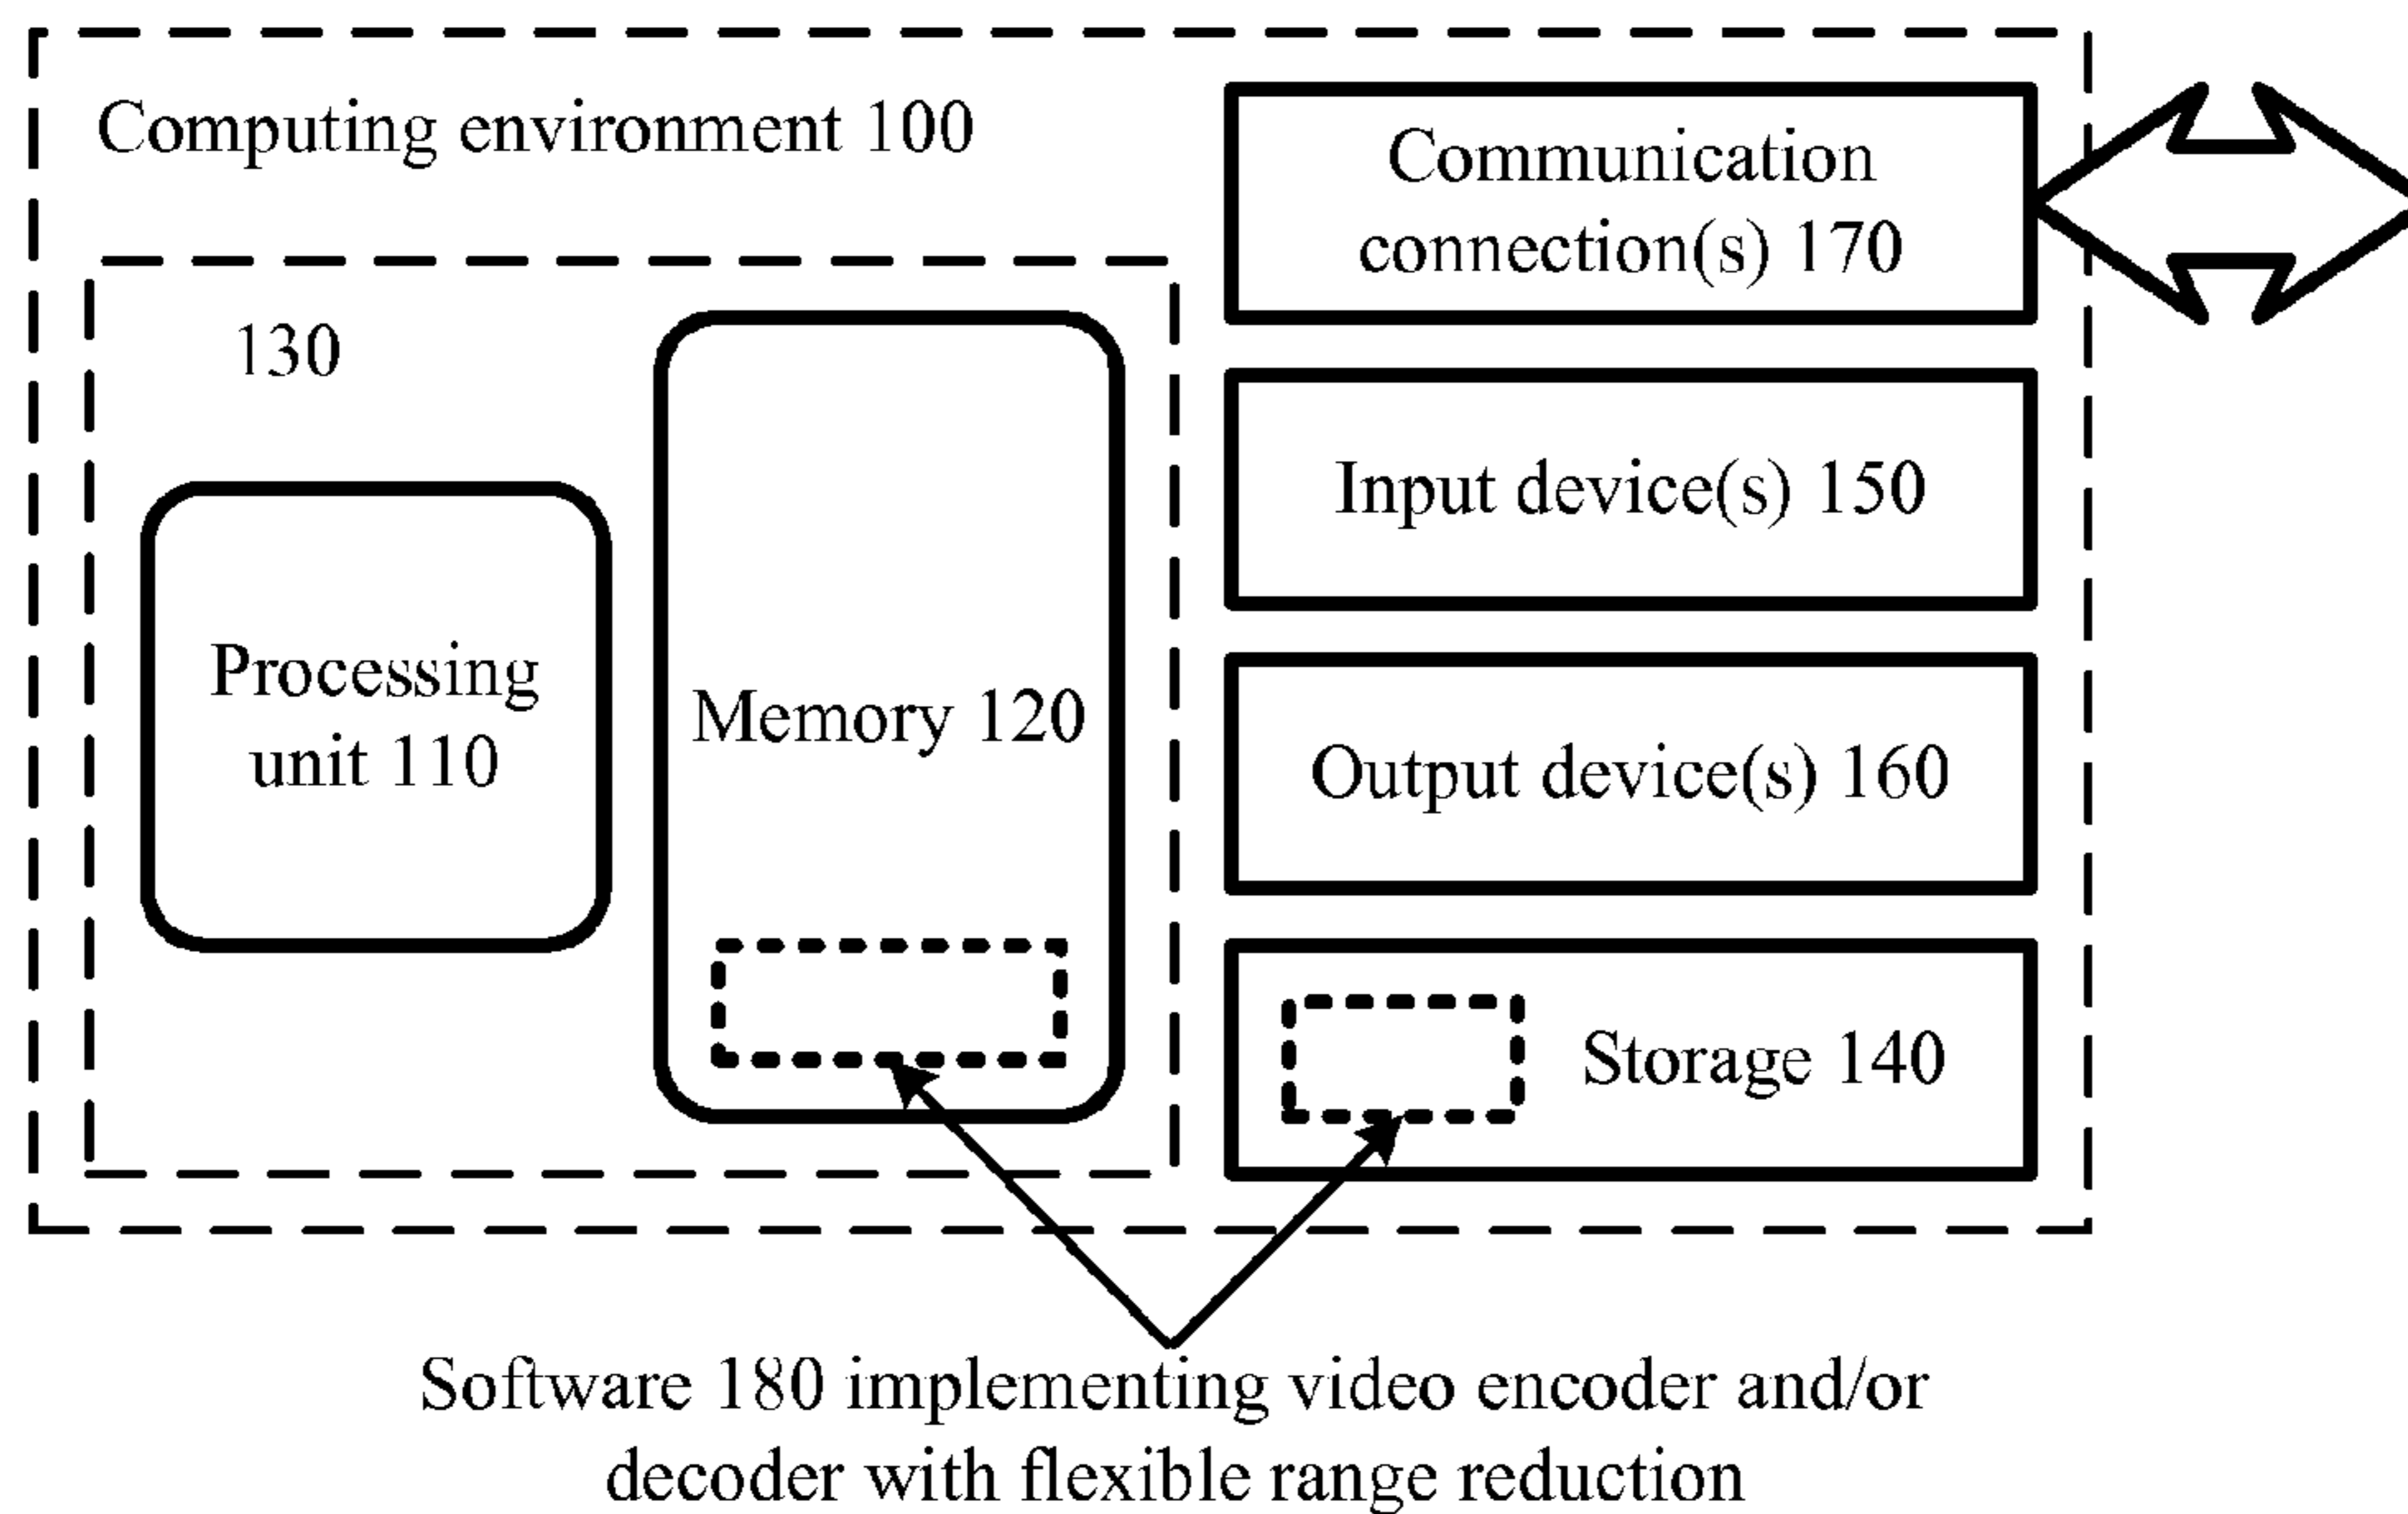 Computing environment 100
Communication
connection(s) 170
130
Input device(s) 150
Processing
unit 110
Memory 120
Output device(s) 160
Storage 140
Software 180 implementing video encoder and/or
decoder with flexible range reduction